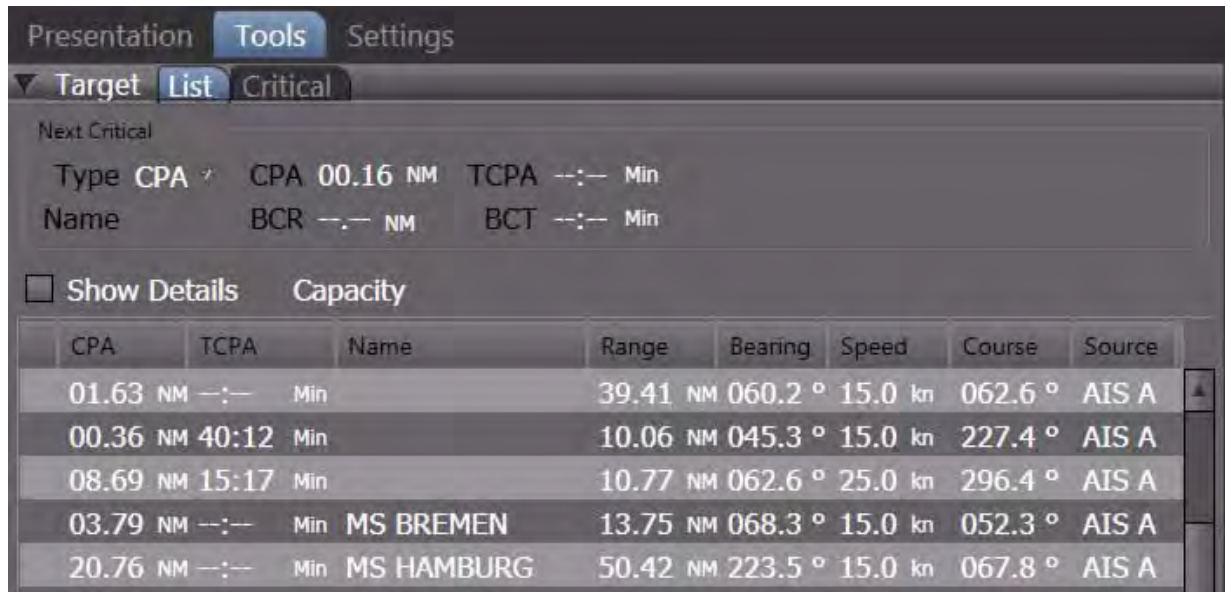 Presentation Tools Settings
Target List Critical
Next Critical
Type CPA CPA 00.16 NM TCPA --:-- Min
Name BCR --.-- NM BCT --:-- Min
Show Details Capacity
CPA TCPA Name Range Bearing Speed Course Source
01.63 NM --:-- Min 39.41 NM 060.2 º 15.0 kn 062.6 º AIS A
00.36 NM 40:12 Min 10.06 NM 045.3 º 15.0 kn 227.4 º AIS A
08.69 NM 15:17 Min 10.77 NM 062.6 º 25.0 kn 296.4 º AIS A
03.79 NM --:-- Min MS BREMEN 13.75 NM 068.3 º 15.0 kn 052.3 º AIS A
20.76 NM --:-- Min MS HAMBURG 50.42 NM 223.5 º 15.0 kn 067.8 º AIS A